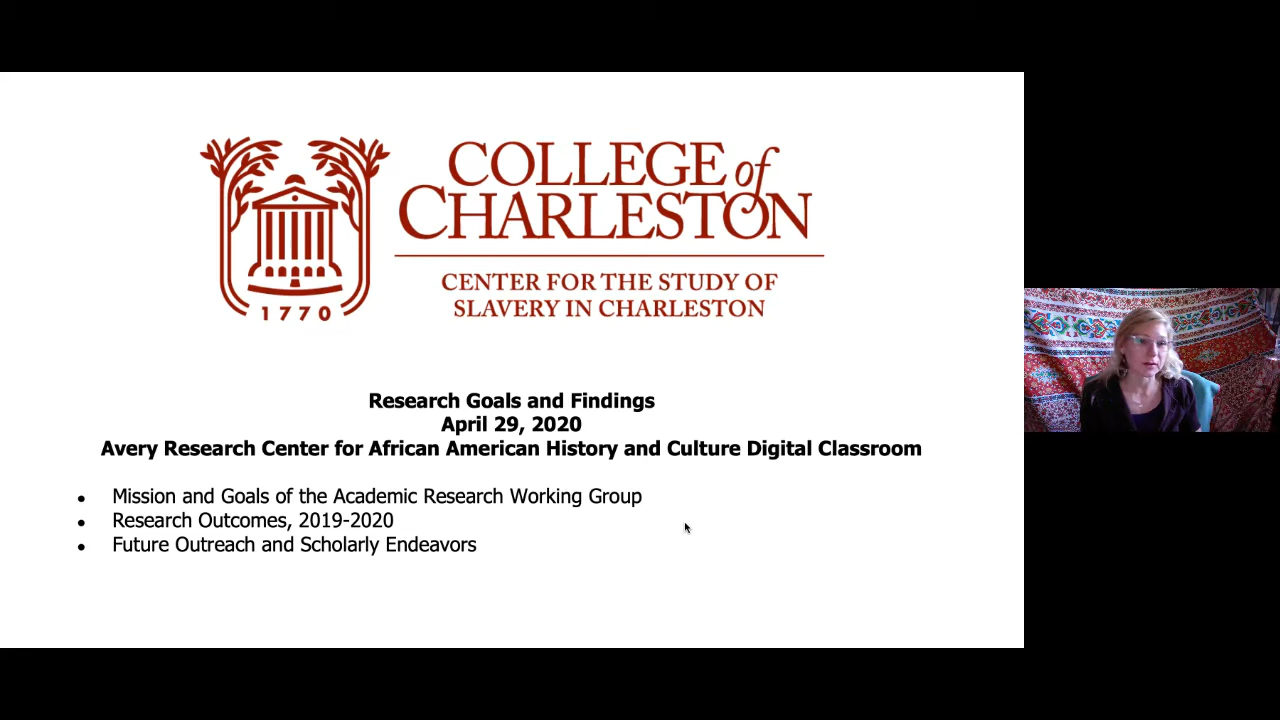 COLLEGE of
CHARLESTON
CENTER FOR THE STUDY OF
SLAVERY IN CHARLESTON
1770
Research Goals and Findings
April 29, 2020
Avery Research Center for African American History and Culture Digital Classroom
• Mission and Goals of the Academic Research Working Group
• Research Outcomes, 2019-2020
• Future Outreach and Scholarly Endeavors